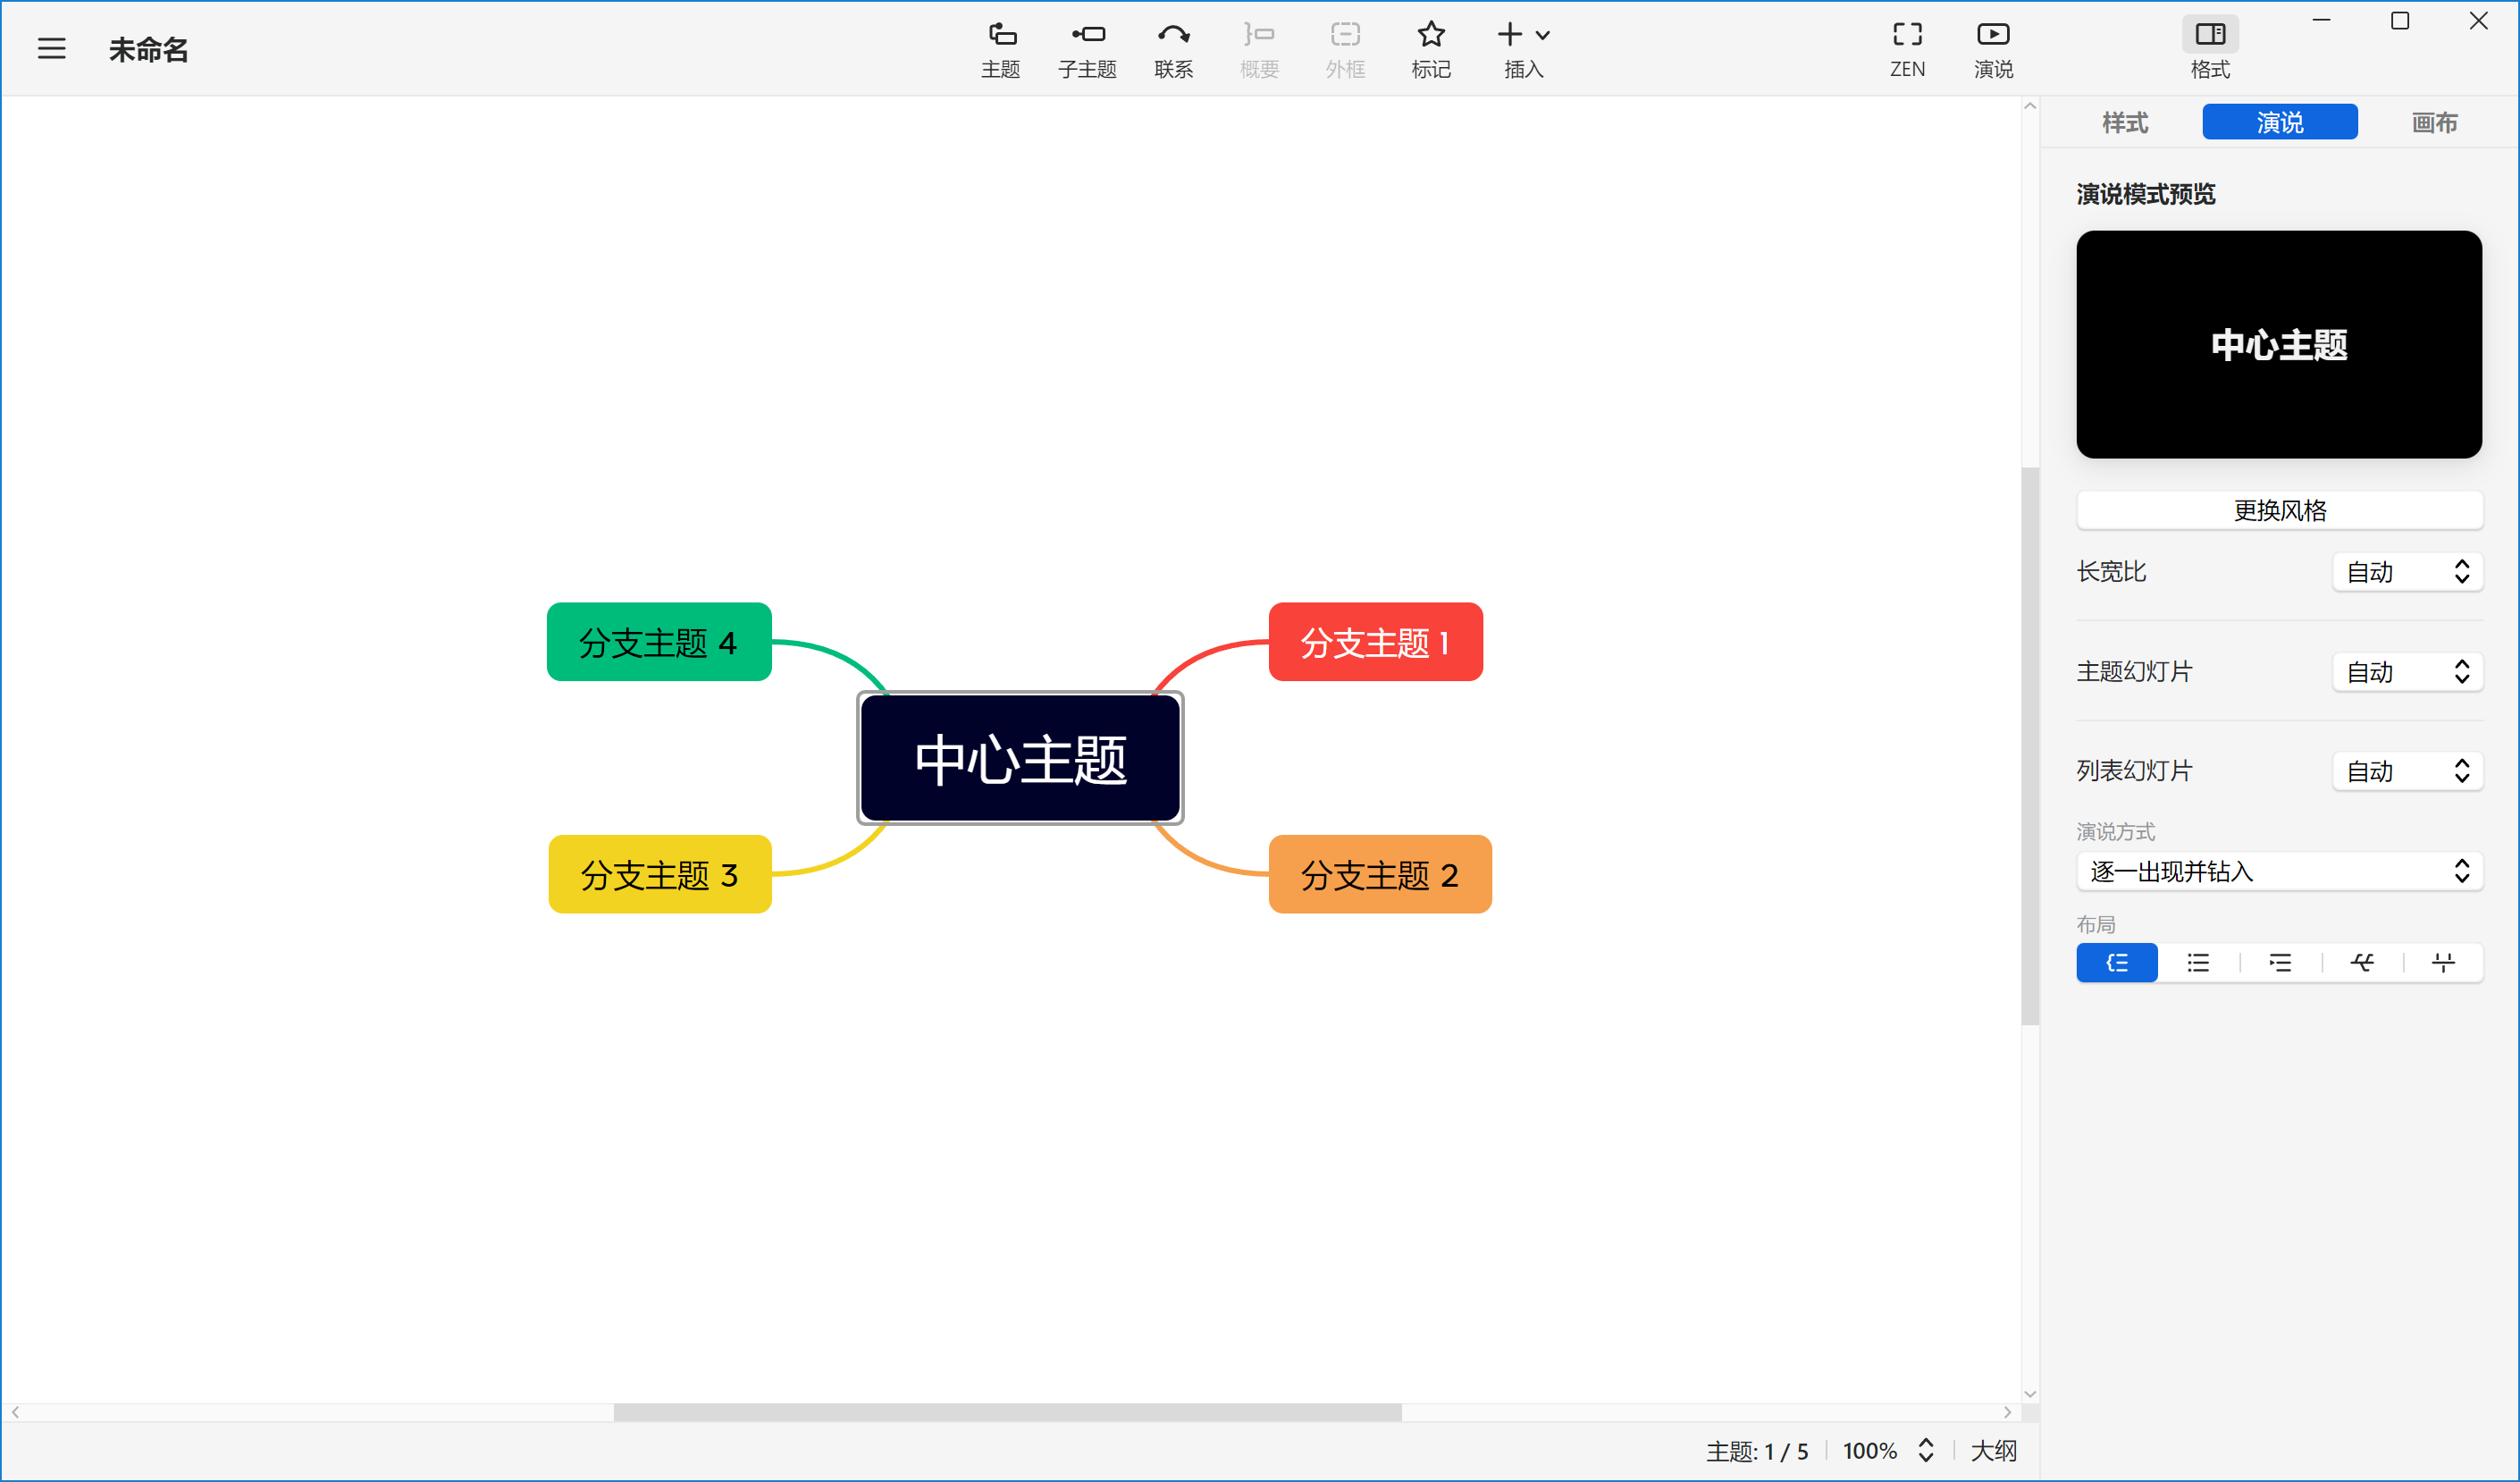 未命名
主题
子主题
联系
概要
外框
标记
插入
ZEN
演说
格式
样式
演说
画布
演说模式预览
中心主题
更换风格
长宽比
自动
主题幻灯片
自动
列表幻灯片
自动
演说方式
逐一出现并钻入
布局
分支主题 4
分支主题 1
中心主题
分支主题 3
分支主题 2
主题: 1 / 5
100%
大纲